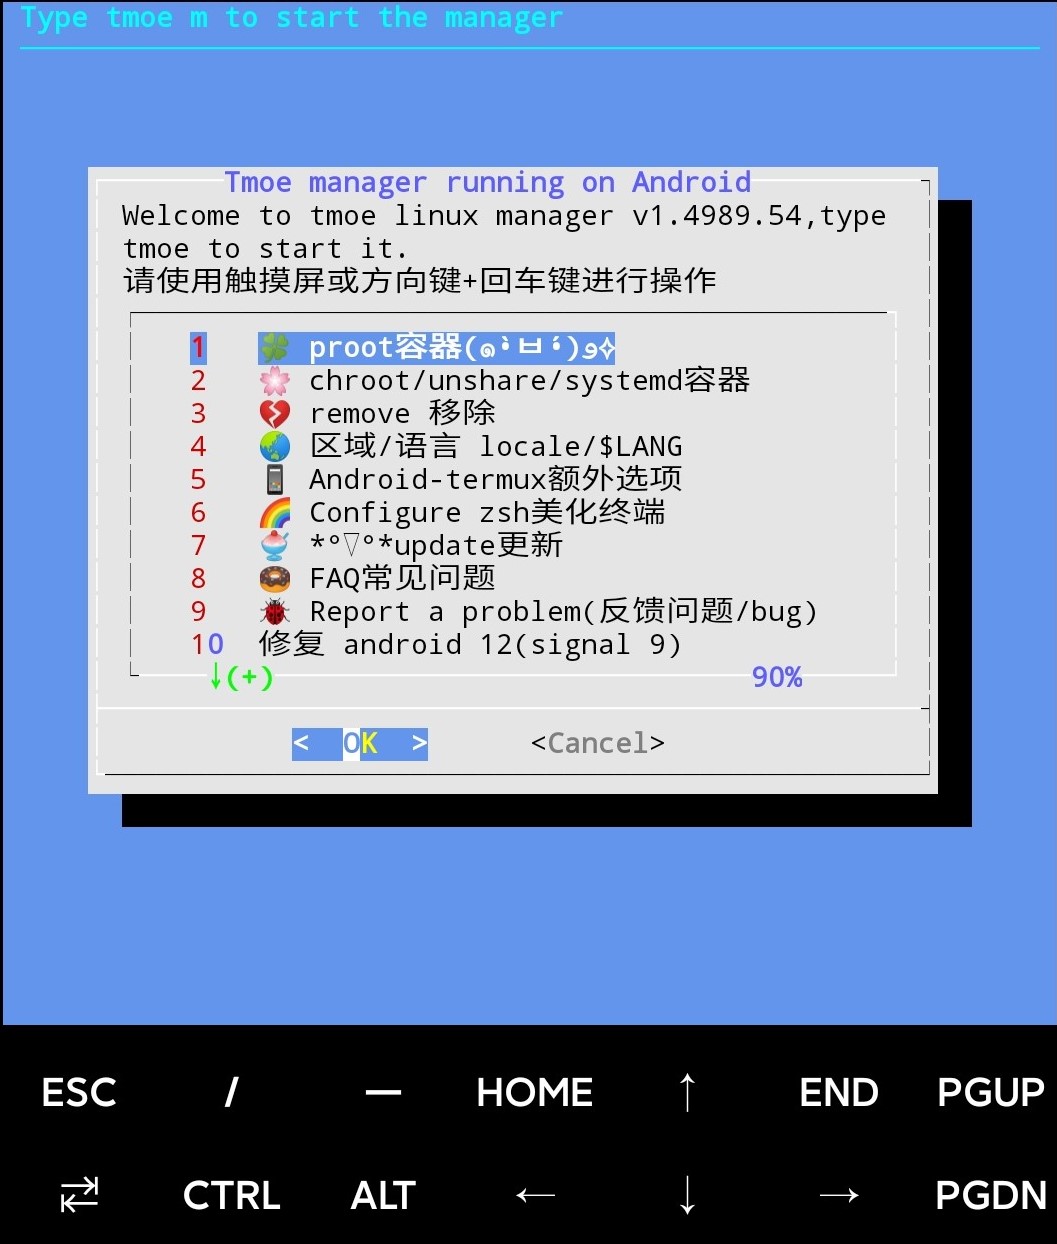 Type tmoe m to start the manager
Tmoe manager running on Android
Welcome to tmoe linux manager v1.4989.54,type
tmoe to start it.
请使用触摸屏或方向键+回车键进行操作
1 🍀 proot容器(๑•̀ㅂ•́)و✧
2 🌸 chroot/unshare/systemd容器
3 💔 remove 移除
4 🌏 区域/语言 locale/$LANG
5 📱 Android-termux额外选项
6 🌈 Configure zsh美化终端
7 🍧 *°▽°*update更新
8 🍩 FAQ常见问题
9 🐞 Report a problem(反馈问题/bug)
10 修复 android 12(signal 9)
↓(+) 90%
< OK > <Cancel>
ESC / — HOME ↑ END PGUP
CTRL ALT ← ↓ → PGDN